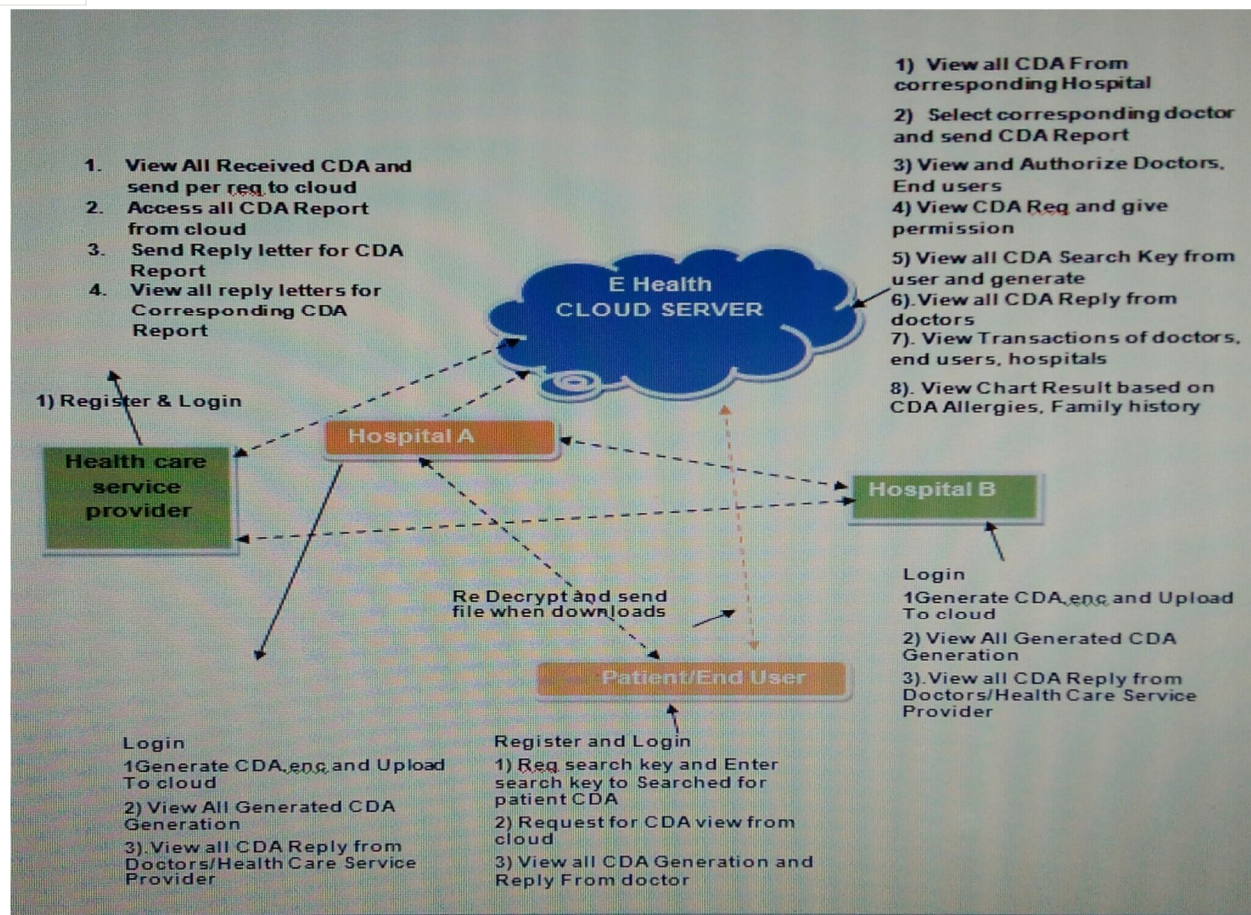 1) View all CDA From
corresponding Hospital
2) Select corresponding doctor
and send CDA Report
3) View and Authorize Doctors,
End users
4) View CDA Req and give
permission
5) View all CDA Search Key from
user and generate
6).View all CDA Reply from
doctors
7). View Transactions of doctors,
end users, hospitals
8). View Chart Result based on
CDA Allergies, Family history
1. View All Received CDA and
send per req to cloud
2. Access all CDA Report
from cloud
3. Send Reply letter for CDA
Report
4. View all reply letters for
Corresponding CDA
Report
E Health
CLOUD SERVER
1) Register & Login
Hospital A
Health care
service
provider
Hospital B
Re Decrypt and send
file when downloads
Patient/End User
Login
1Generate CDA,enc and Upload
To cloud
2) View All Generated CDA
Generation
3).View all CDA Reply from
Doctors/Health Care Service
Provider
Login
1Generate CDA,enc and Upload
To cloud
2) View All Generated CDA
Generation
3).View all CDA Reply from
Doctors/Health Care Service
Provider
Register and Login
1) Req search key and Enter
search key to Searched for
patient CDA
2) Request for CDA view from
cloud
3) View all CDA Generation and
Reply From doctor